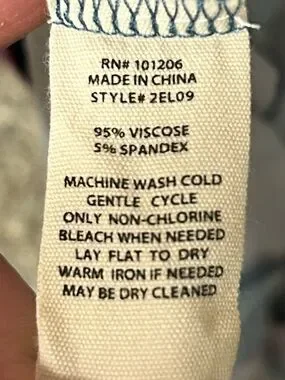 RN# 101206
MADE IN CHINA
STYLE# 2EL09
95% VISCOSE
5% SPANDEX
MACHINE WASH COLD
GENTLE CYCLE
ONLY NON-CHLORINE
BLEACH WHEN NEEDED
LAY FLAT TO DRY
WARM IRON IF NEEDED
MAY BE DRY CLEANED